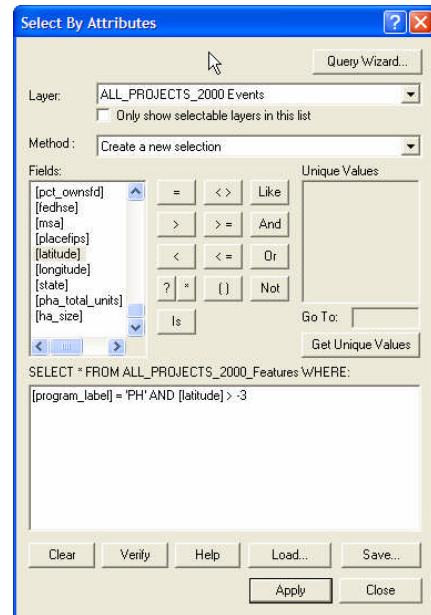 Select By Attributes
Query Wizard...
Layer: ALL_PROJECTS_2000 Events
Only show selectable layers in this list
Method : Create a new selection
Fields: Unique Values
[pct_ownsfd]
[fedhse]
[msa]
[placefips]
[latitude]
[longitude]
[state]
[pha_total_units]
[ha_size]
= < > Like
> > = And
< < = Or
? * ( ) Not
Is
Go To:
Get Unique Values
SELECT * FROM ALL_PROJECTS_2000_Features WHERE:
[program_label] = 'PH' AND [latitude] > -3
Clear Verify Help Load... Save...
Apply Close